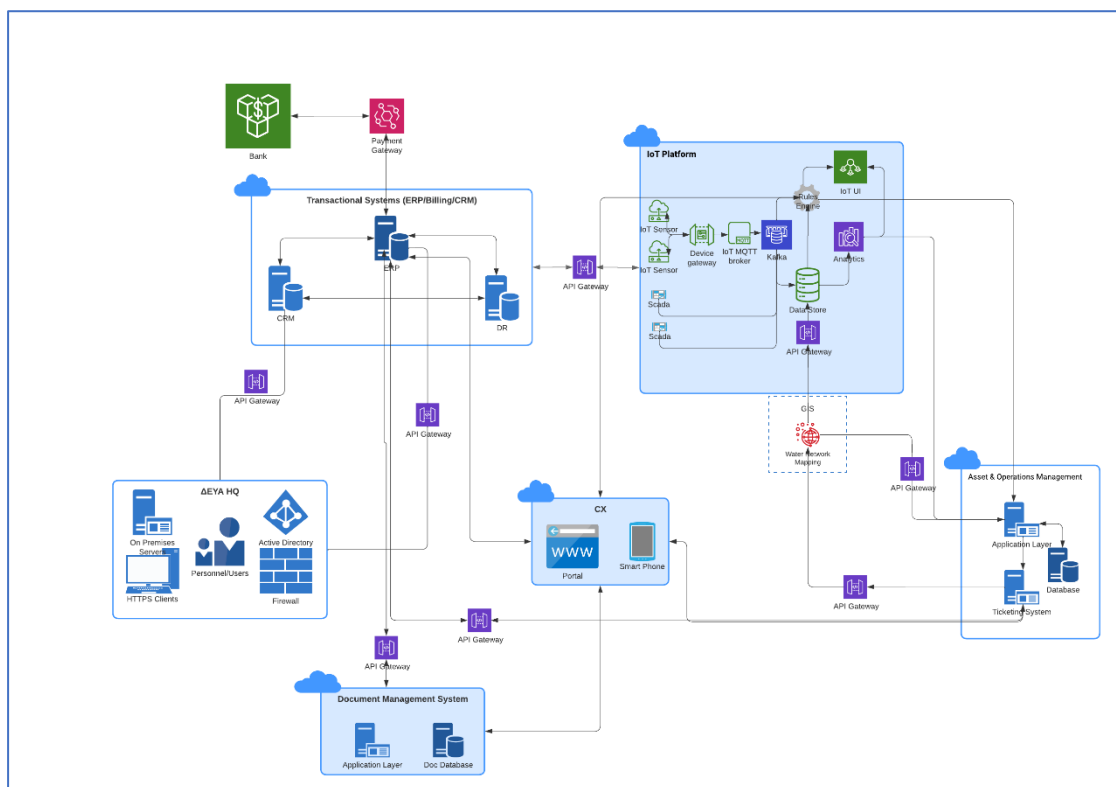 Bank
Payment
Gateway
Transactional Systems (ERP/Billing/CRM)
ERP
CRM
DR
API Gateway
IoT Platform
IoT Sensor
IoT Sensor
Device
gateway
MQTT
IoT MQTT
broker
Kafka
Rules
Engine
IoT UI
Analytics
Data Store
Scada
Scada
API Gateway
API Gateway
API Gateway
GIS
Water Network
Mapping
API Gateway
ΔEYA HQ
On Premises
Servers
Personnel/Users
Active Directory
HTTPS Clients
Firewall
CX
WWW
Portal
Smart Phone
Asset & Operations Management
Application Layer
Database
Ticketing System
API Gateway
API Gateway
API Gateway
Document Management System
Application Layer
Doc Database